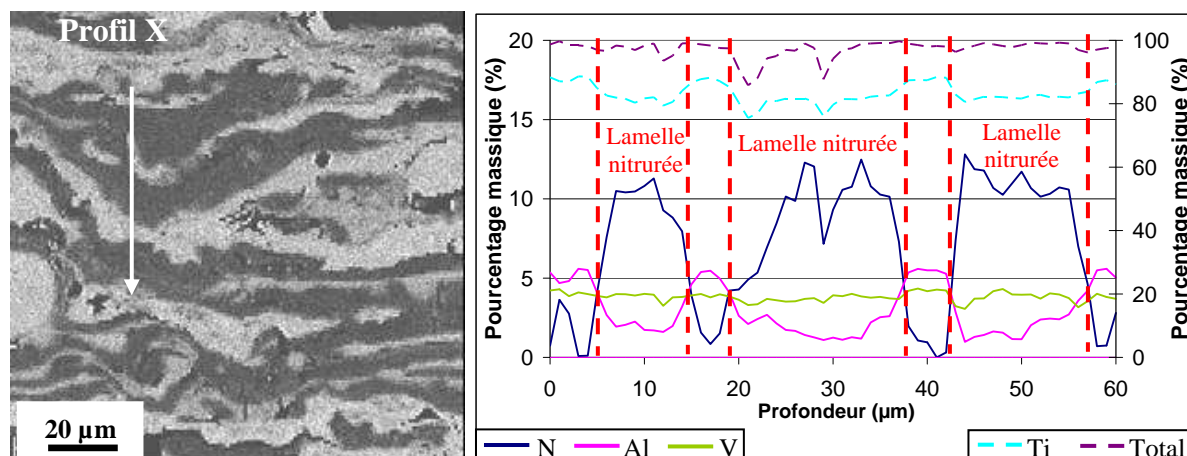 Profil X
20 µm
Pourcentage massique (%)
20
15
10
5
0
100
80
60
40
20
0
Pourcentage massique (%)
Lamelle
nitrurée
Lamelle nitrurée
Lamelle
nitrurée
0 10 20 30 40 50 60
Profondeur (µm)
N Al V
Ti Total